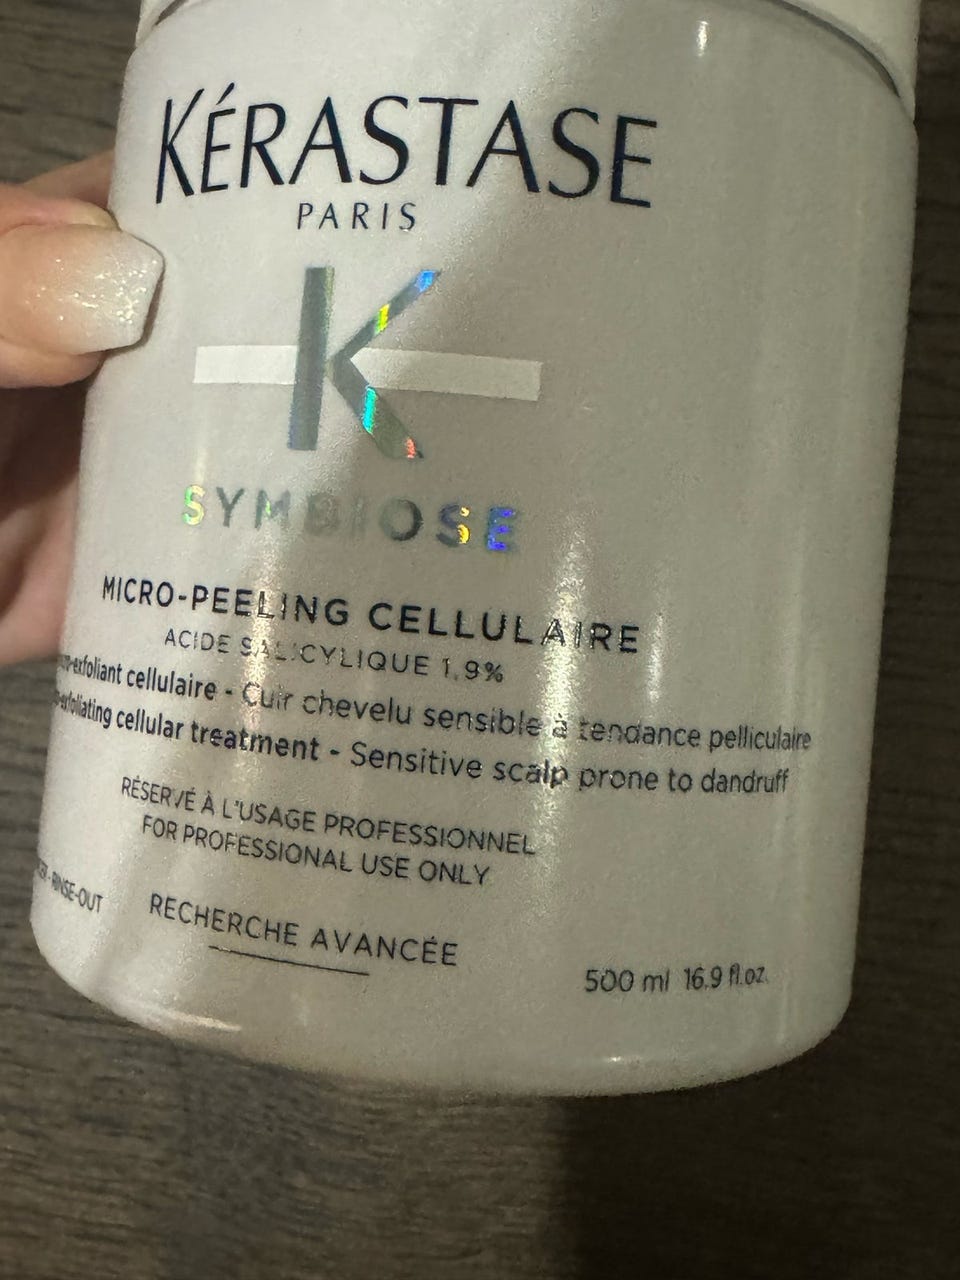 KÉRASTASE
PARIS
K
SYMBIOSE
MICRO-PEELING CELLULAIRE
ACIDE SALICYLIQUE 1,9%
cellulaire - Cuir chevelu sensible à tendance pelliculaire
cellular treatment - Sensitive scalp prone to dandruff
RÉSERVÉ À L'USAGE PROFESSIONNEL
FOR PROFESSIONAL USE ONLY
RINSE-OUT
RECHERCHE AVANCÉE
500 ml 16.9 fl.oz.